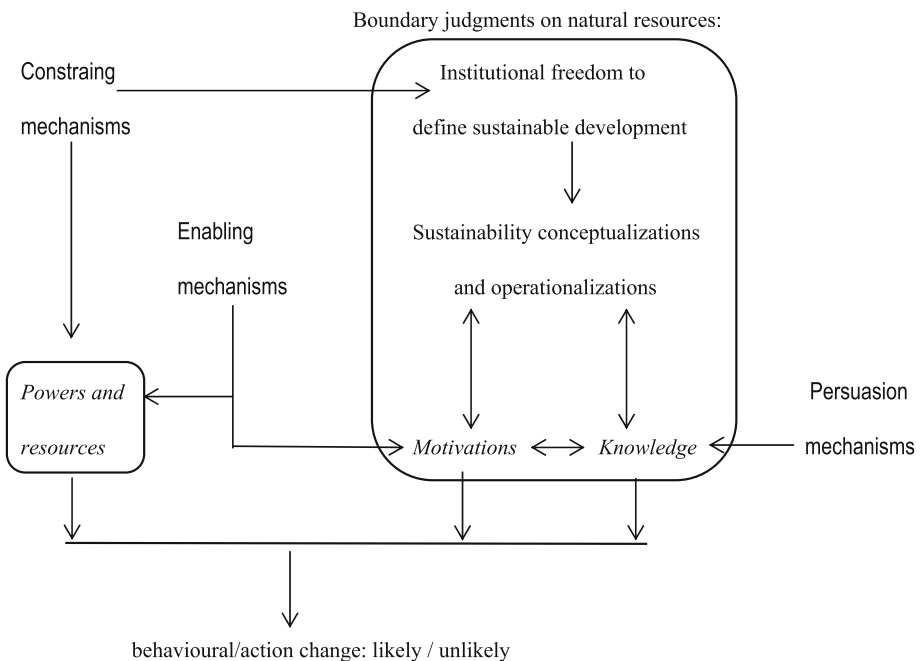 Boundary judgments on natural resources:
Constraing
mechanisms
Institutional freedom to
define sustainable development
Enabling
mechanisms
Sustainability conceptualizations
and operationalizations
Powers and
resources
Motivations
Knowledge
Persuasion
mechanisms
behavioural/action change: likely / unlikely